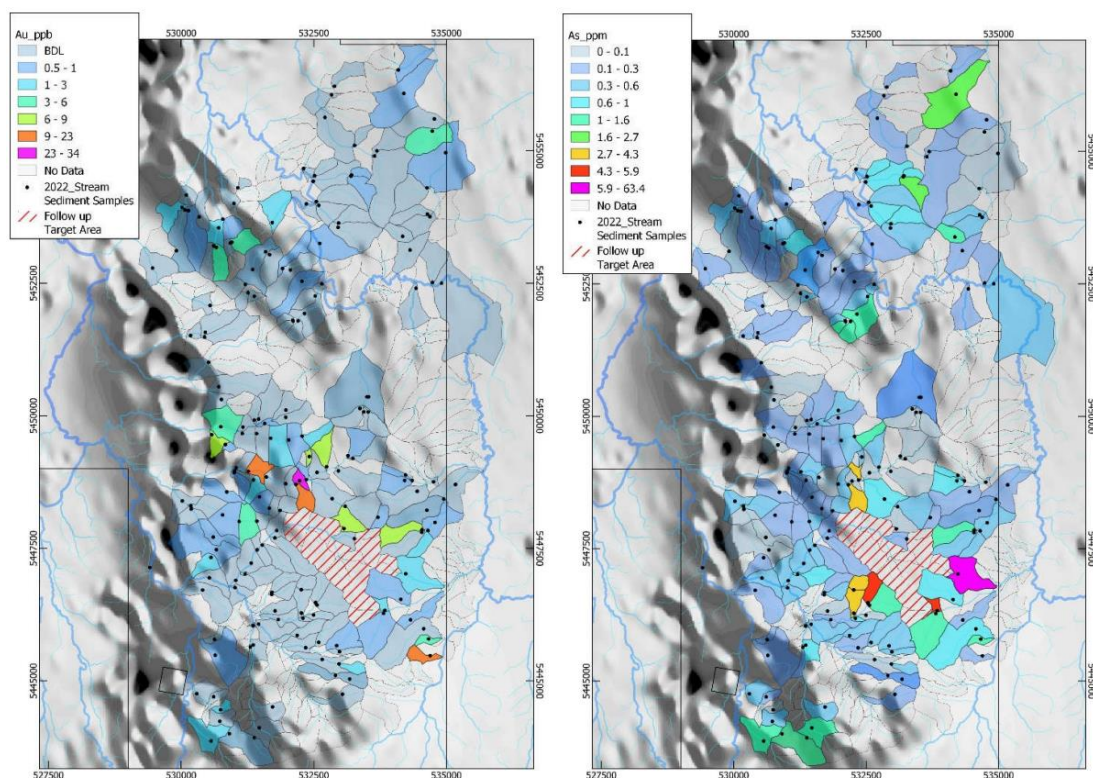 Au_ppb
BDL
0.5 - 1
1 - 3
3 - 6
6 - 9
9 - 23
23 - 34
No Data
2022_Stream
Sediment Samples
Follow up
Target Area
530000
532500
535000
5455000
5452500
5450000
5447500
5445000
527500
530000
532500
535000
As_ppm
0 - 0.1
0.1 - 0.3
0.3 - 0.6
0.6 - 1
1 - 1.6
1.6 - 2.7
2.7 - 4.3
4.3 - 5.9
5.9 - 63.4
No Data
2022_Stream
Sediment Samples
Follow up
Target Area
530000
532500
535000
5455000
5452500
5450000
5447500
5445000
527500
530000
532500
535000